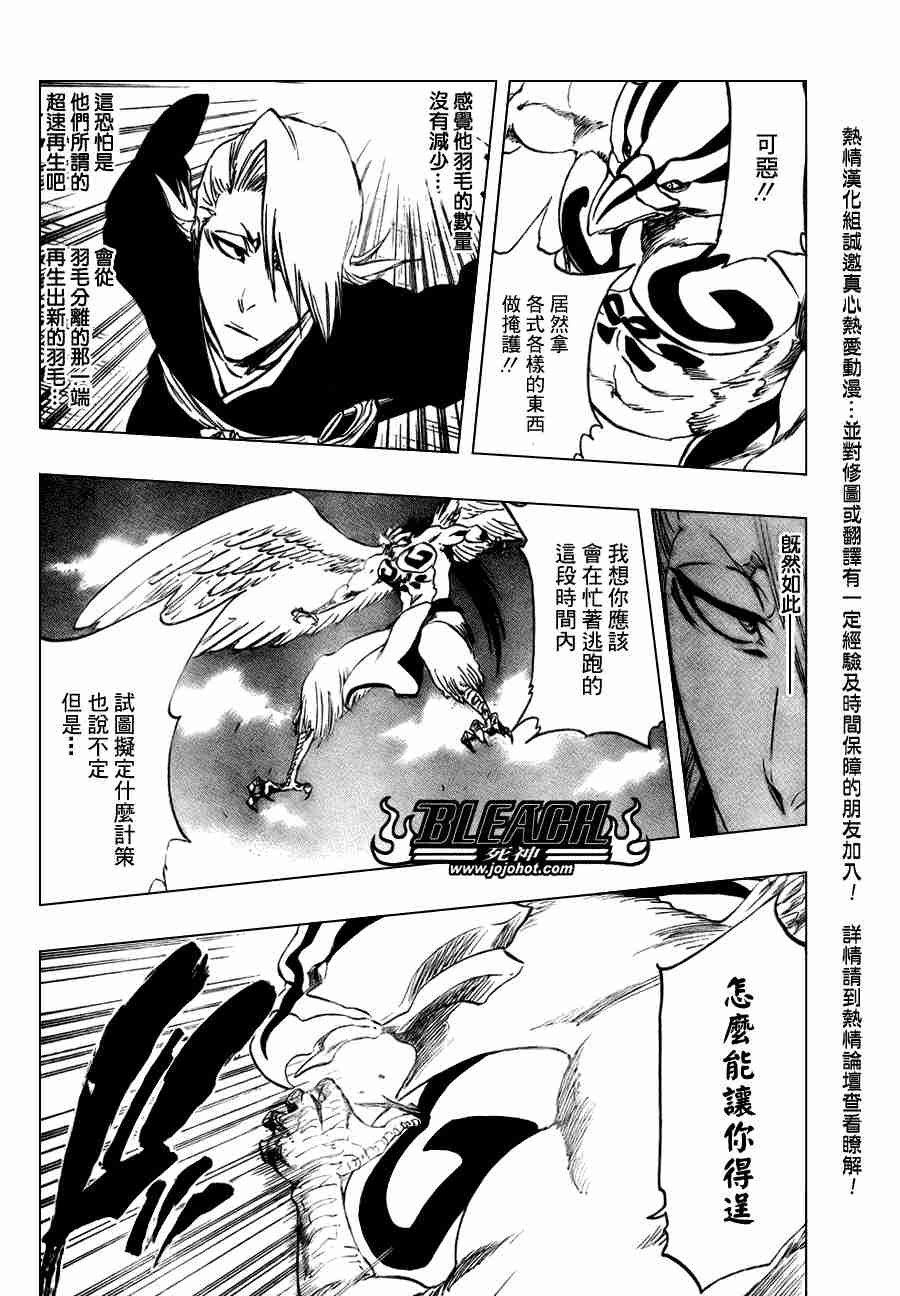 可惡!!
居然拿
各式各樣的東西
做掩護!!
感覺他羽毛的數量
沒有減少…
這恐怕是
他們所謂的
超速再生吧
會從
羽毛分離的那一端
再生出新的羽毛…
既然如此——
我想你應該
會在忙著逃跑的
這段時間內
試圖擬定什麼計策
也說不定
但是…
BLEACH
死神
www.jojohot.com
怎麼能讓你得逞
熱情漢化組誠邀真心熱愛動漫…並對修圖或翻譯有一定經驗及時間保障的朋友加入! 詳情請到熱情論壇查看瞭解!